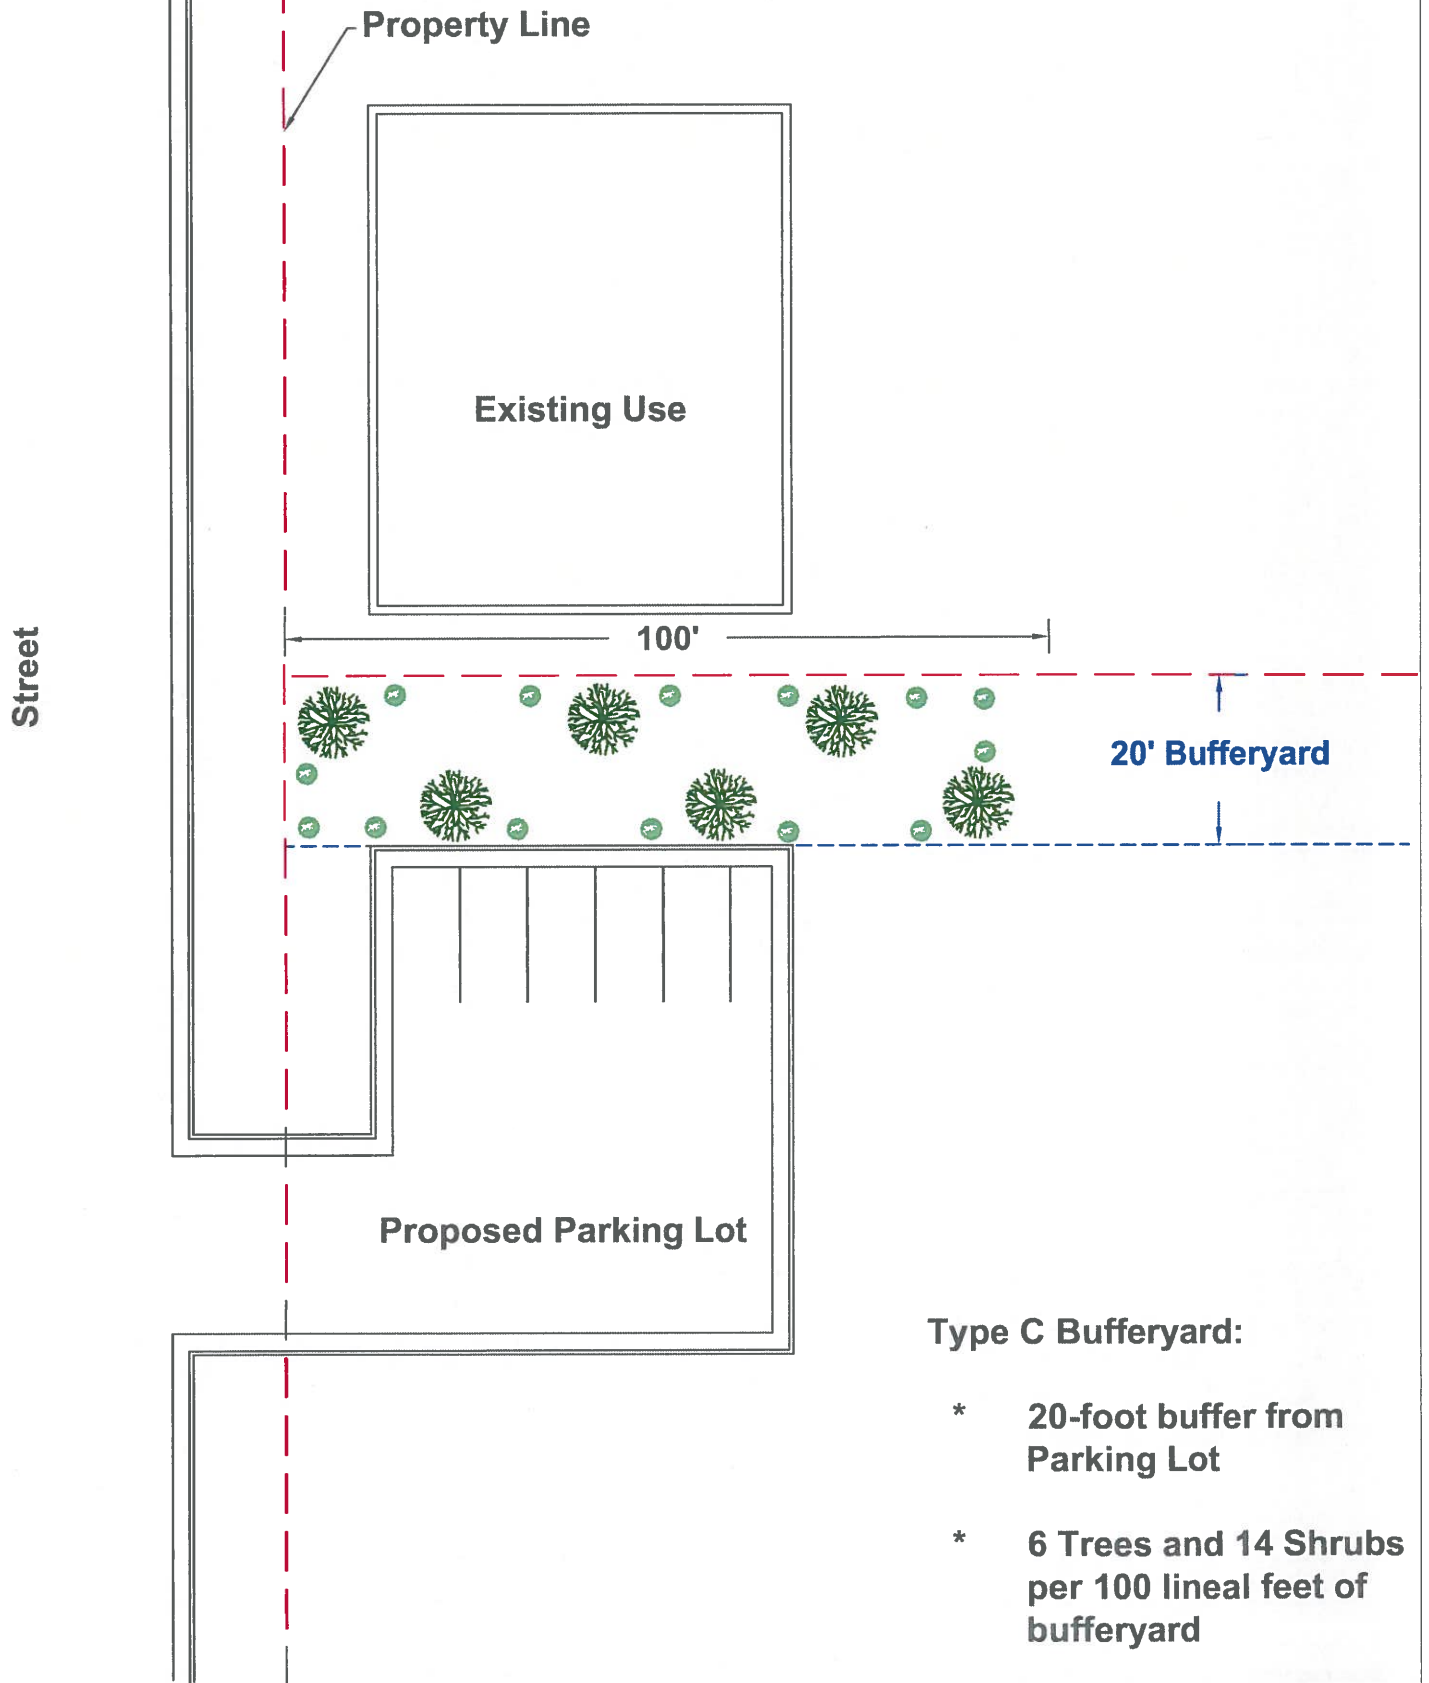 Property Line
Existing Use
100'
Street
20' Bufferyard
Proposed Parking Lot
Type C Bufferyard:
* 20-foot buffer from
Parking Lot
* 6 Trees and 14 Shrubs
per 100 lineal feet of
bufferyard